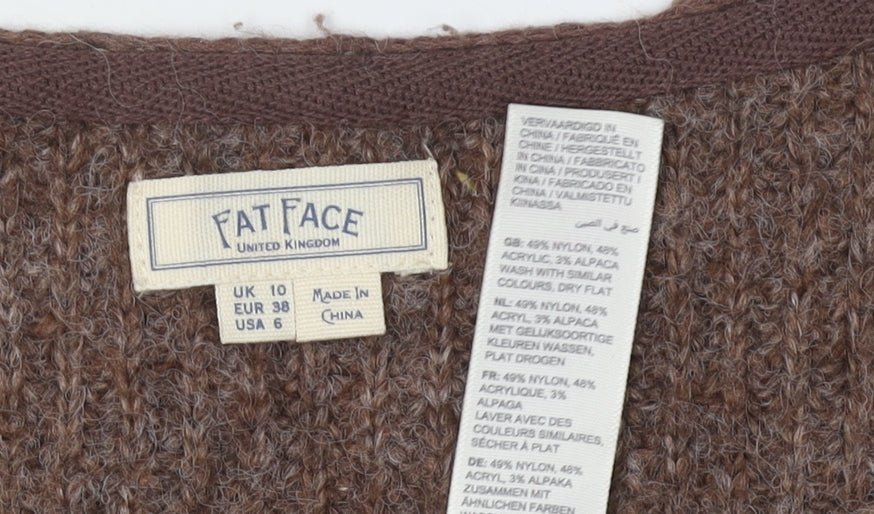 FAT FACE
UNITED KINGDOM
UK 10
EUR 38
USA 6
MADE IN
CHINA
VERVAARDIGD IN
CHINA / FABRIQUÉ EN
CHINE / HERGESTELLT
IN CHINA / FABBRICATO
IN CINA / PRODUSERT I
KINA / FABRICADO EN
CHINA / VALMISTETTU
KIINASSA
صنع في الصين
GB: 49% NYLON, 48%
ACRYLIC, 3% ALPACA
WASH WITH SIMILAR
COLOURS, DRY FLAT
NL: 49% NYLON, 48%
ACRYL, 3% ALPACA
MET GELIJKSOORTIGE
KLEUREN WASSEN,
PLAT DROGEN
FR: 49% NYLON, 48%
ACRYLIQUE, 3%
ALPAGA
LAVER AVEC DES
COULEURS SIMILAIRES,
SÉCHER À PLAT
DE: 49% NYLON, 48%
ACRYL, 3% ALPAKA
ZUSAMMEN MIT
ÄHNLICHEN FARBEN